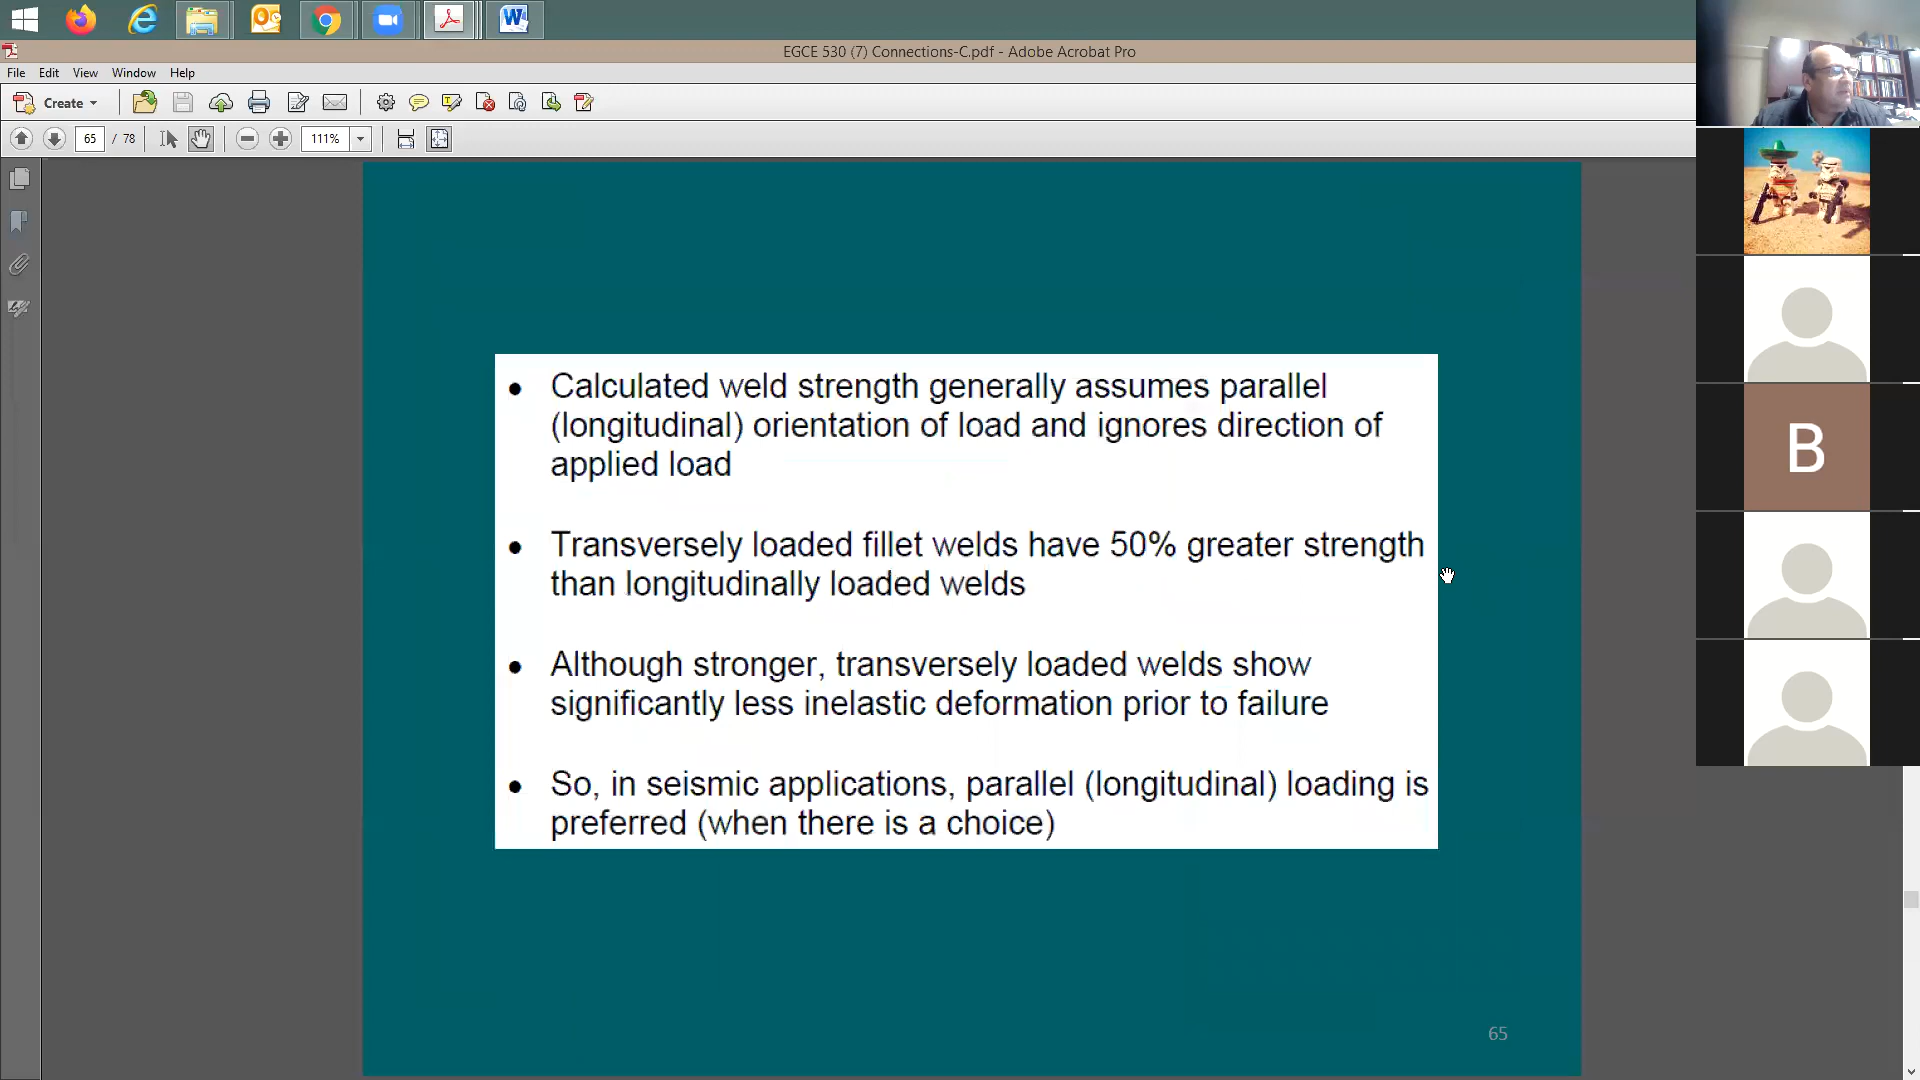 EGCE 530 (7) Connections-C.pdf - Adobe Acrobat Pro
File Edit View Window Help
Create
65 / 78 111%
• Calculated weld strength generally assumes parallel
(longitudinal) orientation of load and ignores direction of
applied load
• Transversely loaded fillet welds have 50% greater strength
than longitudinally loaded welds
• Although stronger, transversely loaded welds show
significantly less inelastic deformation prior to failure
• So, in seismic applications, parallel (longitudinal) loading is
preferred (when there is a choice)
65
B